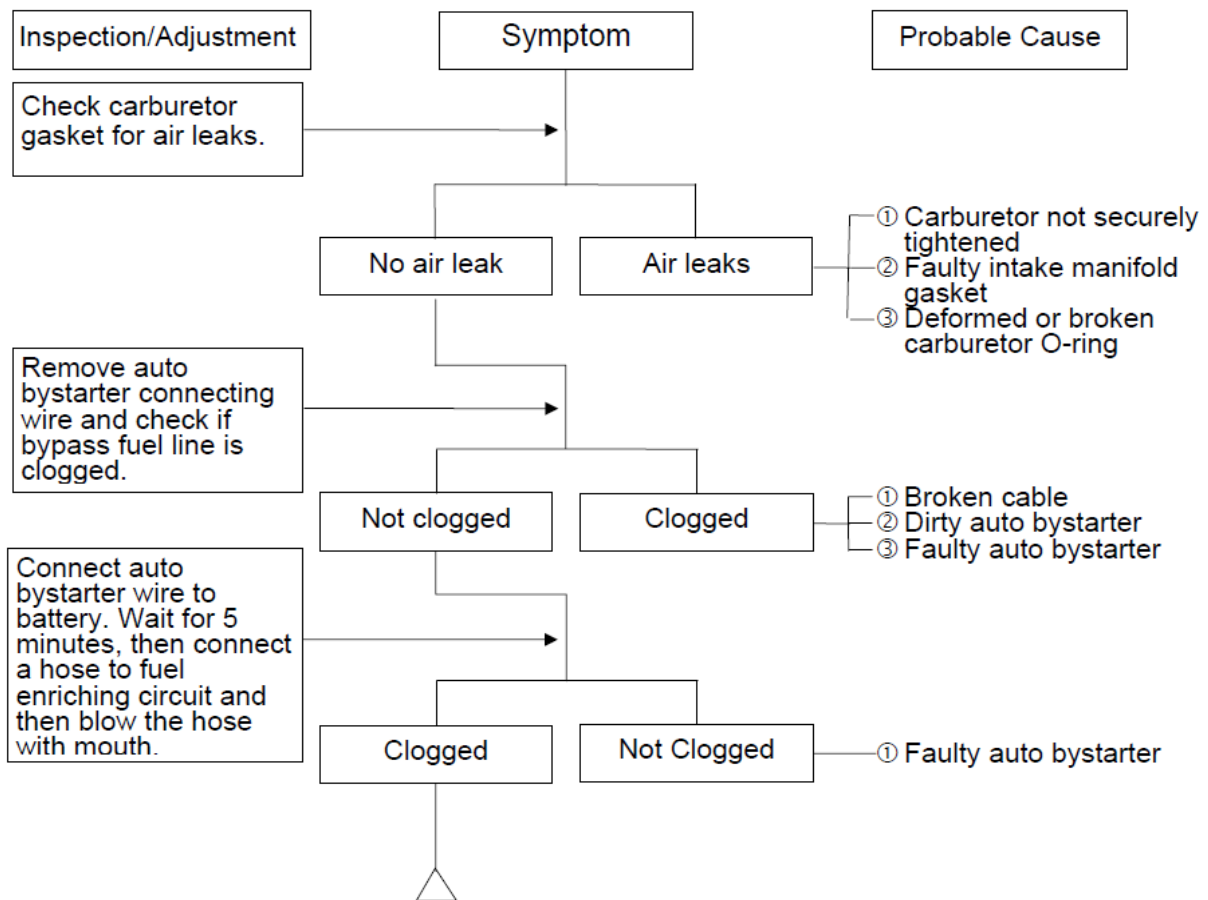 Inspection/Adjustment
Symptom
Probable Cause
Check carburetor
gasket for air leaks.
No air leak
Air leaks
① Carburetor not securely
tightened
② Faulty intake manifold
gasket
③ Deformed or broken
carburetor O-ring
Remove auto
bystarter connecting
wire and check if
bypass fuel line is
clogged.
Not clogged
Clogged
① Broken cable
② Dirty auto bystarter
③ Faulty auto bystarter
Connect auto
bystarter wire to
battery. Wait for 5
minutes, then connect
a hose to fuel
enriching circuit and
then blow the hose
with mouth.
Clogged
Not Clogged
① Faulty auto bystarter